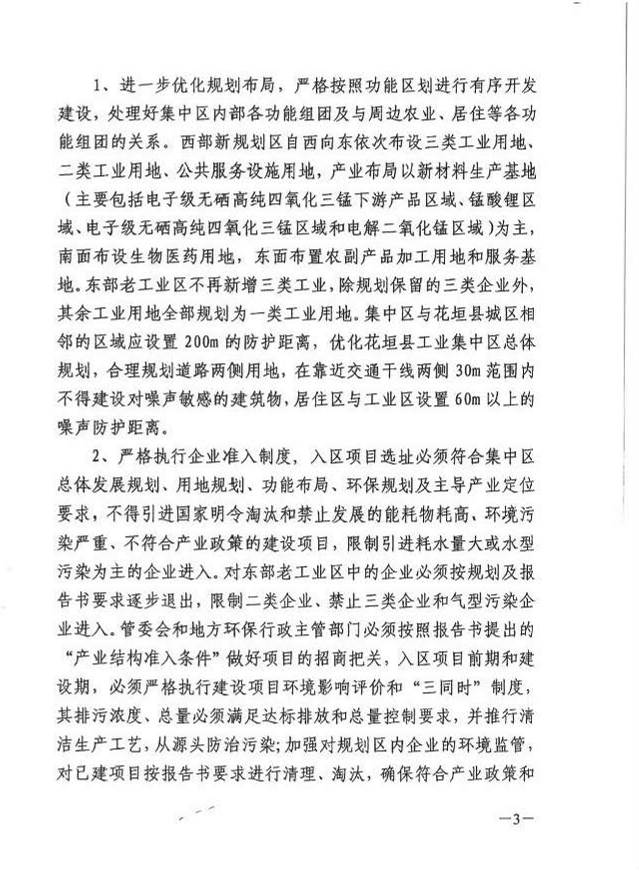 1、进一步优化规划布局，严格按照功能区划进行有序开发
建设，处理好集中区内部各功能组团及与周边农业、居住等各功
能组团的关系。西部新规划区自西向东依次布设三类工业用地、
二类工业用地、公共服务设施用地，产业布局以新材料生产基地
（主要包括电子级无硒高纯四氧化三锰下游产品区域、锰酸锂区
域、电子级无硒高纯四氧化三锰区域和电解二氧化锰区域）为主，
南面布设生物医药用地，东面布置农副产品加工用地和服务基
地。东部老工业区不再新增三类工业，除规划保留的三类企业外，
其余工业用地全部规划为一类工业用地。集中区与花垣县城区相
邻的区域应设置200m的防护距离，优化花垣县工业集中区总体
规划，合理规划道路两侧用地，在靠近交通干线两侧30m范围内
不得建设对噪声敏感的建筑物，居住区与工业区设置60m以上的
噪声防护距离。
2、严格执行企业准入制度，入区项目选址必须符合集中区
总体发展规划、用地规划、功能布局、环保规划及主导产业定位
要求，不得引进国家明令淘汰和禁止发展的能耗物耗高、环境污
染严重、不符合产业政策的建设项目，限制引进耗水量大或水型
污染为主的企业进入。对东部老工业区中的企业必须按规划及报
告书要求逐步退出，限制二类企业、禁止三类企业和气型污染企
业进入。管委会和地方环保行政主管部门必须按照报告书提出的
“产业结构准入条件”做好项目的招商把关，入区项目前期和建
设期，必须严格执行建设项目环境影响评价和“三同时”制度，
其排污浓度、总量必须满足达标排放和总量控制要求，并推行清
洁生产工艺，从源头防治污染；加强对规划区内企业的环境监管，
对已建项目按报告书要求进行清理、淘汰，确保符合产业政策和
—3—